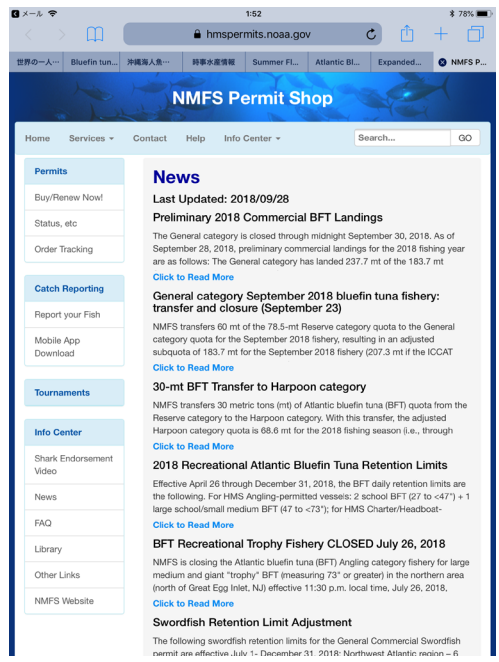 メール
1:52
78%
hmspermits.noaa.gov
世界の一人…
Bluefin tun...
沖縄海人魚…
時事水産情報
Summer Fl...
Atlantic Bl...
Expanded...
NMFS P...
NMFS Permit Shop
Home Services Contact Help Info Center Search... GO
Permits
Buy/Renew Now!
Status, etc
Order Tracking
Catch Reporting
Report your Fish
Mobile App
Download
Tournaments
Info Center
Shark Endorsement
Video
News
FAQ
Library
Other Links
NMFS Website
News
Last Updated: 2018/09/28
Preliminary 2018 Commercial BFT Landings
The General category is closed through midnight September 30, 2018. As of
September 28, 2018, preliminary commercial landings for the 2018 fishing year
are as follows: The General category has landed 237.7 mt of the 183.7 mt
Click to Read More
General category September 2018 bluefin tuna fishery:
transfer and closure (September 23)
NMFS transfers 60 mt of the 78.5-mt Reserve category quota to the General
category quota for the September 2018 fishery, resulting in an adjusted
subquota of 183.7 mt for the September 2018 fishery (207.3 mt if the ICCAT
Click to Read More
30-mt BFT Transfer to Harpoon category
NMFS transfers 30 metric tons (mt) of Atlantic bluefin tuna (BFT) quota from the
Reserve category to the Harpoon category. With this transfer, the adjusted
Harpoon category quota is 68.6 mt for the 2018 fishing season (i.e., through
Click to Read More
2018 Recreational Atlantic Bluefin Tuna Retention Limits
Effective April 26 through December 31, 2018, the BFT daily retention limits are
the following. For HMS Angling-permitted vessels: 2 school BFT (27 to <47") + 1
large school/small medium BFT (47 to <73"); for HMS Charter/Headboat-
Click to Read More
BFT Recreational Trophy Fishery CLOSED July 26, 2018
NMFS is closing the Atlantic bluefin tuna (BFT) Angling category fishery for large
medium and giant "trophy" BFT (measuring 73" or greater) in the northern area
(north of Great Egg Inlet, NJ) effective 11:30 p.m. local time, July 26, 2018,
Click to Read More
Swordfish Retention Limit Adjustment
The following swordfish retention limits for the General Commercial Swordfish
permit are effective July 1- December 31, 2018: Northwest Atlantic region – 6